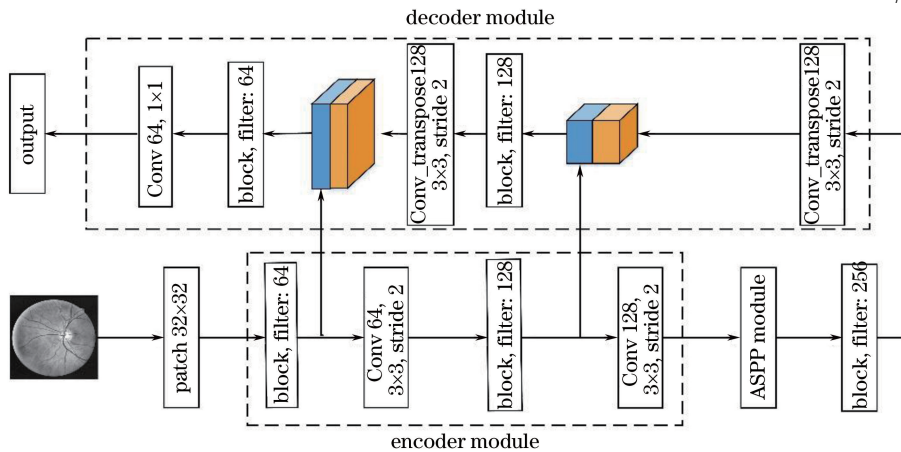 decoder module
output
Conv 64, 1×1
block, filter: 64
Conv_transpose128
3×3, stride 2
block, filter: 128
Conv_transpose128
3×3, stride 2
patch 32×32
block, filter: 64
Conv 64,
3×3, stride 2
block, filter: 128
Conv 128,
3×3, stride 2
ASPP module
block, filter: 256
encoder module